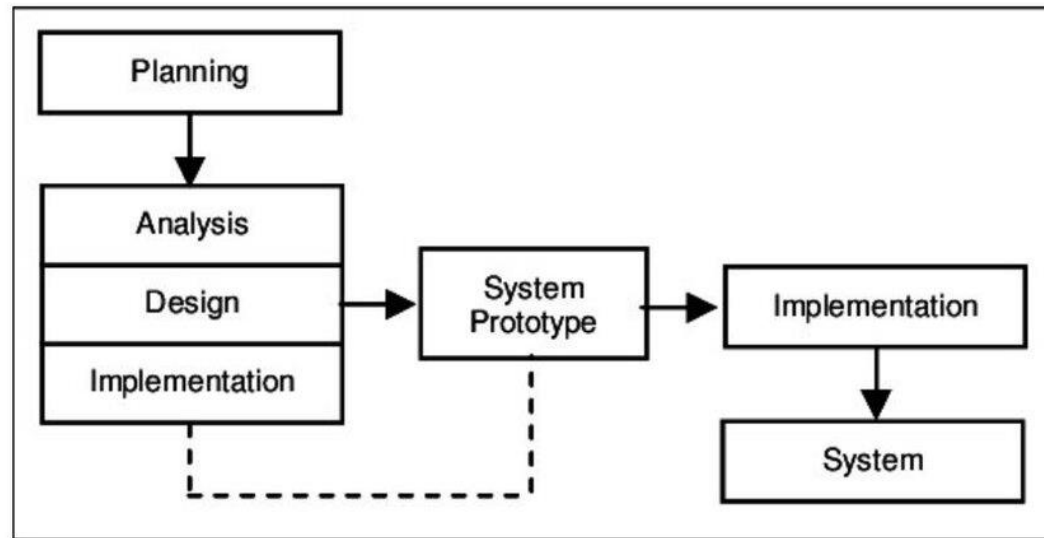 Planning
Analysis
Design
Implementation
System
Prototype
Implementation
System